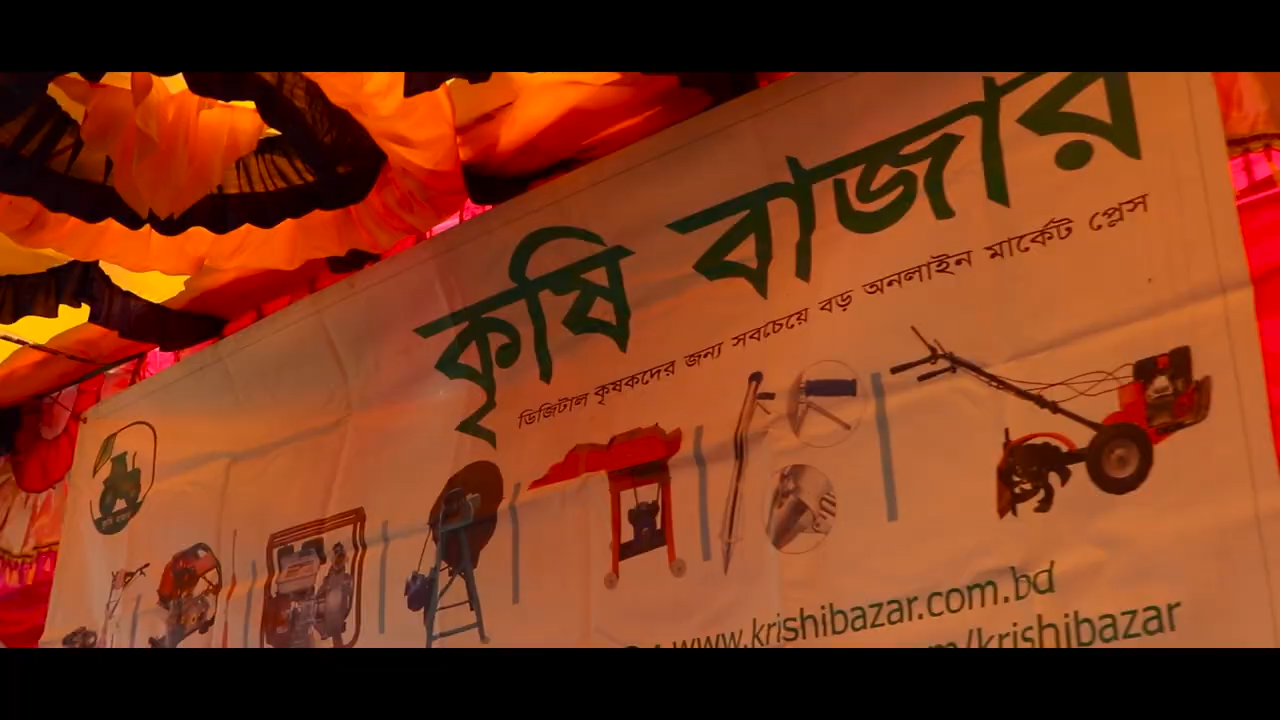 কৃষি বাজার
ডিজিটাল কৃষকদের জন্য সবচেয়ে বড় অনলাইন মার্কেট প্লেস
কৃষি বাজার
www.krishibazar.com.bd
m/krishibazar